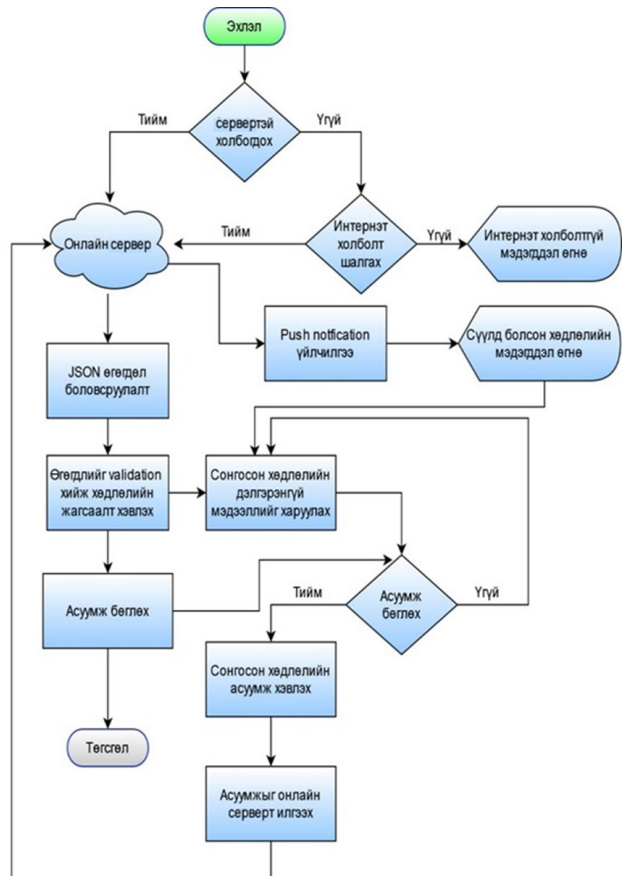 Эхлэл
сервертэй
холбогдох
Тийм
Үгүй
Онлайн сервер
Тийм
Интернэт
холболт
шалгах
Үгүй
Интернэт холболтгүй
мэдэгддэл өгнө
Push notfication
үйлчилгээ
Сүүлд болсон хөдлөлийн
мэдэгддэл өгнө
JSON өгөгдөл
боловсруулалт
Өгөгдлийг validation
хийж хөдлөлийн
жагсаалт хэвлэх
Сонгосон хөдлөлийн
дэлгэрэнгүй
мэдээллийг харуулах
Асуумж бөглөх
Тийм
Асуумж
бөглөх
Үгүй
Сонгосон хөдлөлийн
асуумж хэвлэх
Төгсгөл
Асуумжыг онлайн
серверт илгээх